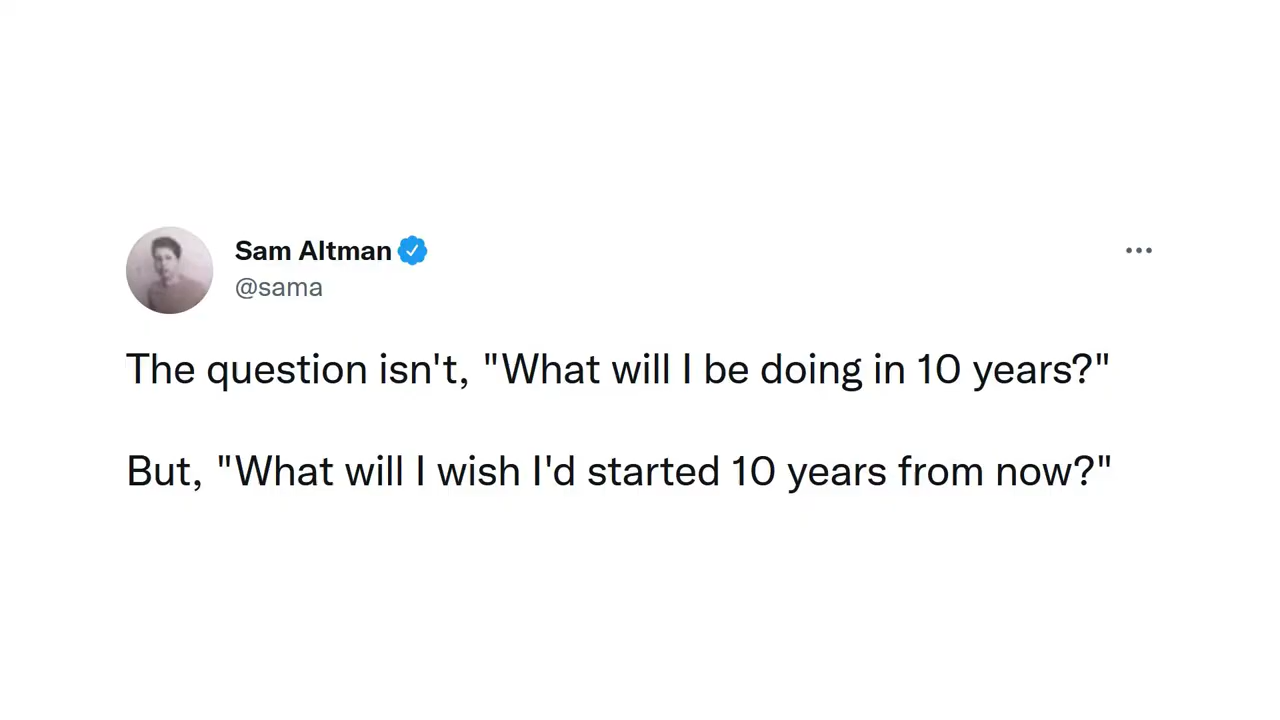 Sam Altman
@sama
The question isn't, "What will I be doing in 10 years?"
But, "What will I wish I'd started 10 years from now?"